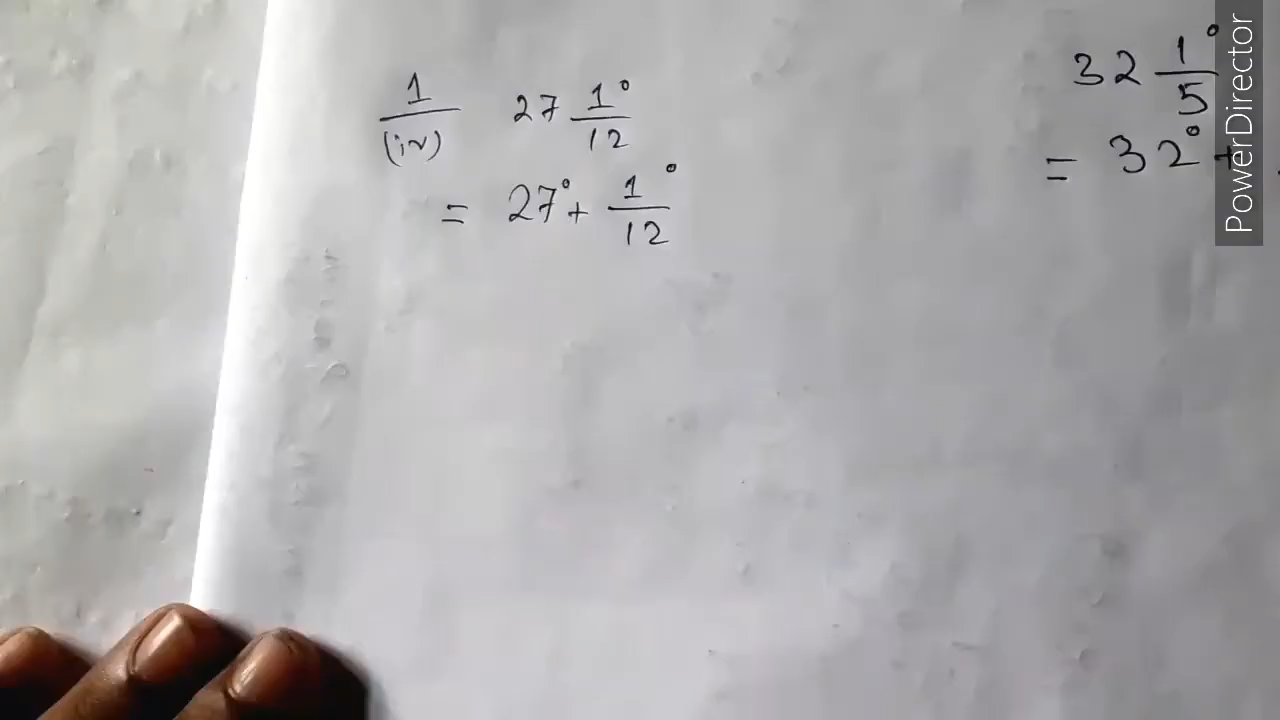 1/(iv) 27 1/12°
= 27° + 1/12°
32 1/5°
= 32° +
PowerDirector